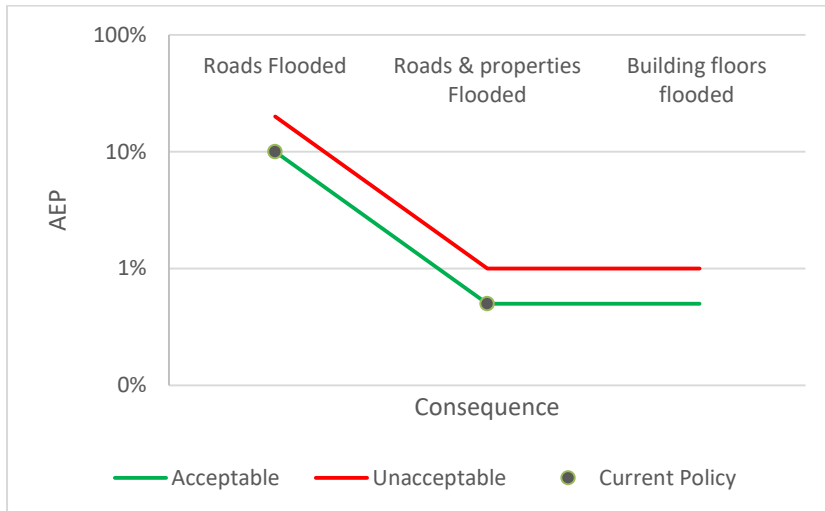 100%
Roads Flooded
Roads & properties
Flooded
Building floors
flooded
10%
AEP
1%
0%
Consequence
Acceptable
Unacceptable
Current Policy